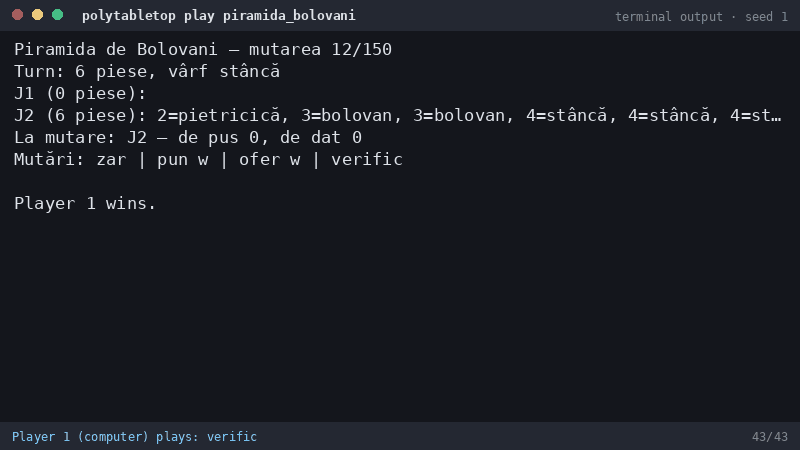 polytabletop play piramida_bolovani
terminal output · seed 1
Piramida de Bolovani — mutarea 12/150
Turn: 6 piese, vârf stâncă
J1 (0 piese):
J2 (6 piese): 2=pietricică, 3=bolovan, 3=bolovan, 4=stâncă, 4=stâncă, 4=st…
La mutare: J2 — de pus 0, de dat 0
Mutări: zar | pun w | ofer w | verific
Player 1 wins.
Player 1 (computer) plays: verific
43/43